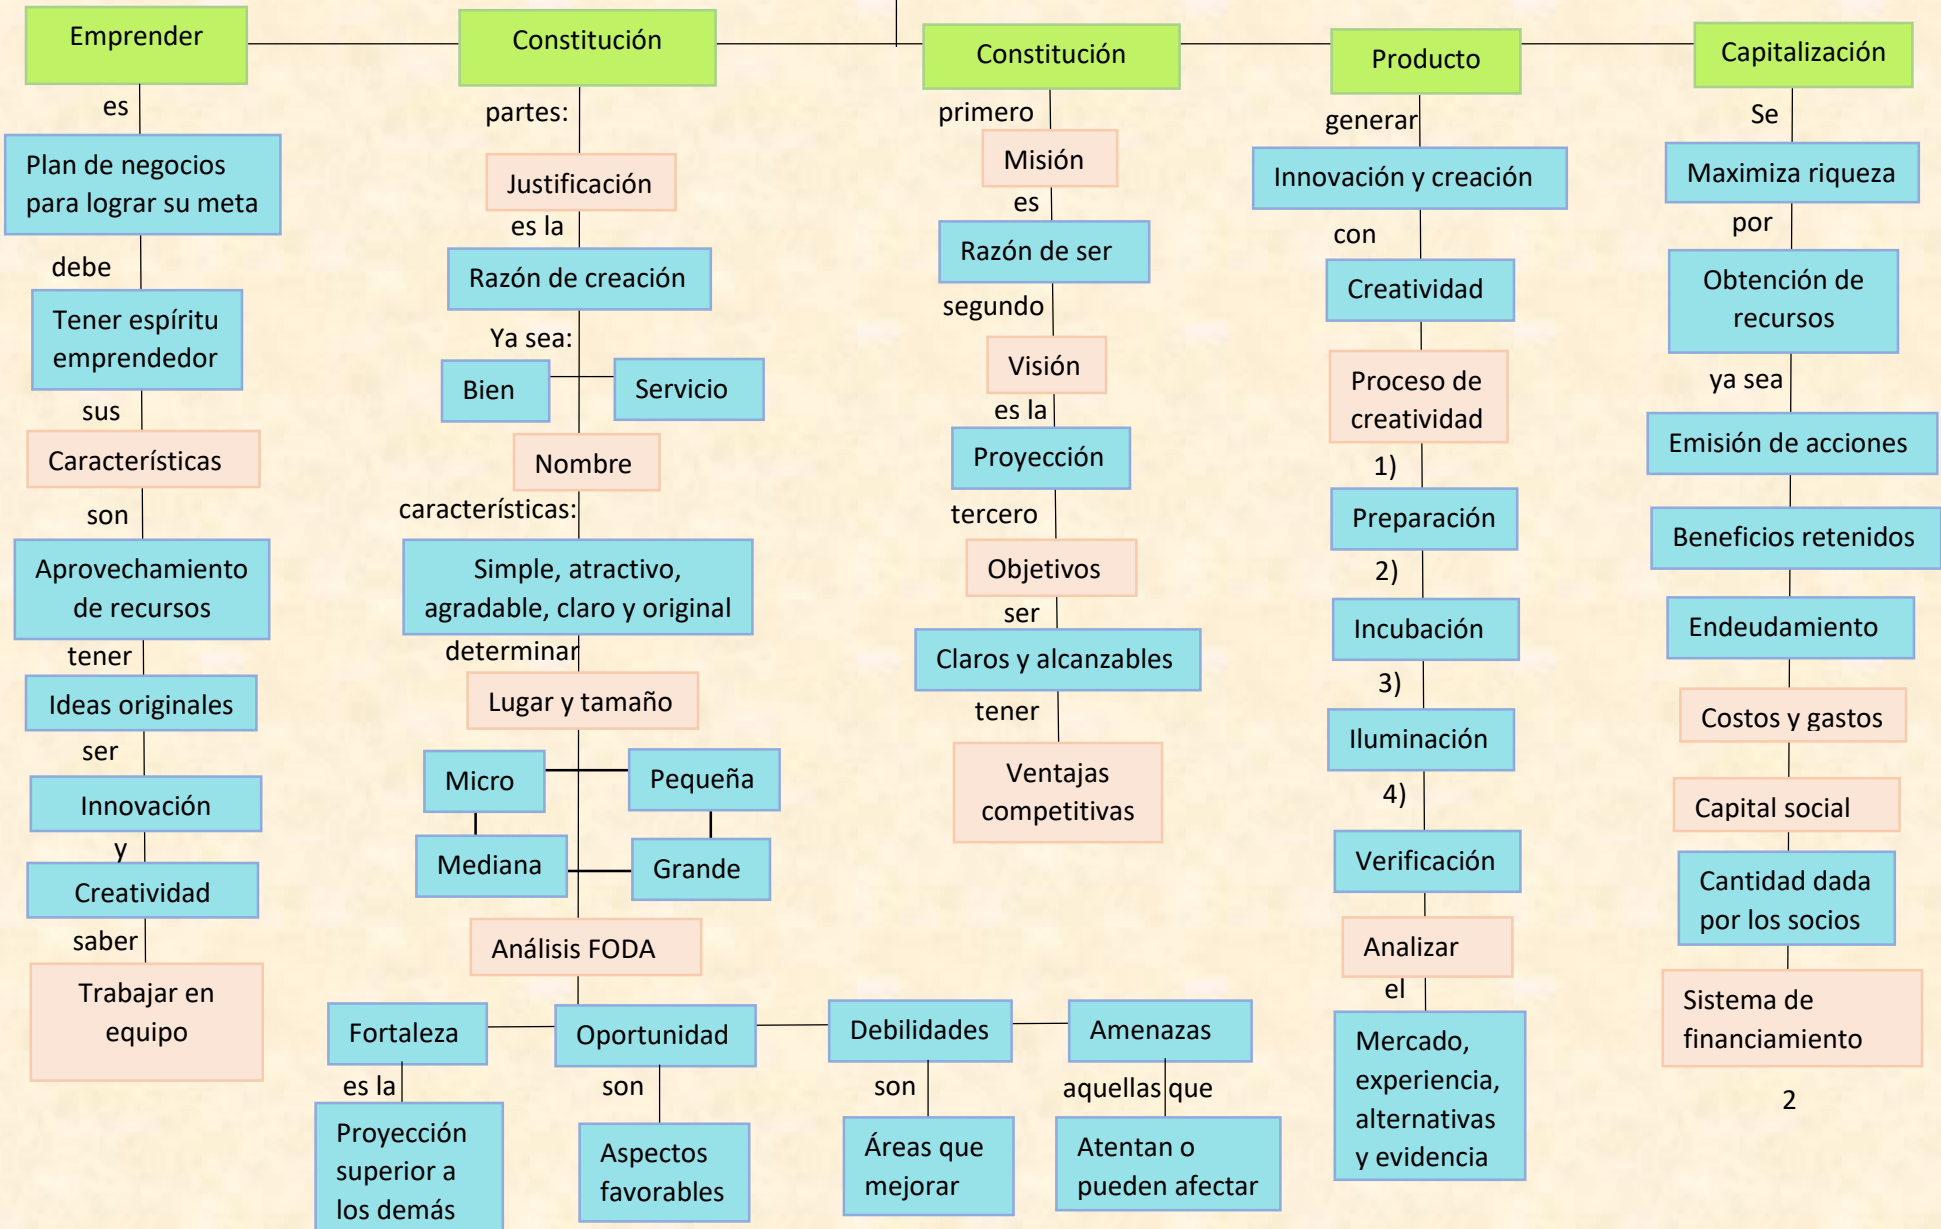 Emprender
es
Plan de negocios
para lograr su meta
debe
Tener espíritu
emprendedor
sus
Características
son
Aprovechamiento
de recursos
tener
Ideas originales
ser
Innovación
y
Creatividad
saber
Trabajar en
equipo
Constitución
partes:
Justificación
es la
Razón de creación
Ya sea:
Bien
Servicio
Nombre
características:
Simple, atractivo,
agradable, claro y original
determinar
Lugar y tamaño
Micro
Pequeña
Mediana
Grande
Análisis FODA
Fortaleza
es la
Proyección
superior a
los demás
Oportunidad
son
Aspectos
favorables
Debilidades
son
Áreas que
mejorar
Amenazas
aquellas que
Atentan o
pueden afectar
Constitución
primero
Misión
es
Razón de ser
segundo
Visión
es la
Proyección
tercero
Objetivos
ser
Claros y alcanzables
tener
Ventajas
competitivas
Producto
generar
Innovación y creación
con
Creatividad
Proceso de
creatividad
1)
Preparación
2)
Incubación
3)
Iluminación
4)
Verificación
Analizar
el
Mercado,
experiencia,
alternativas
y evidencia
Capitalización
Se
Maximiza riqueza
por
Obtención de
recursos
ya sea
Emisión de acciones
Beneficios retenidos
Endeudamiento
Costos y gastos
Capital social
Cantidad dada
por los socios
Sistema de
financiamiento
2